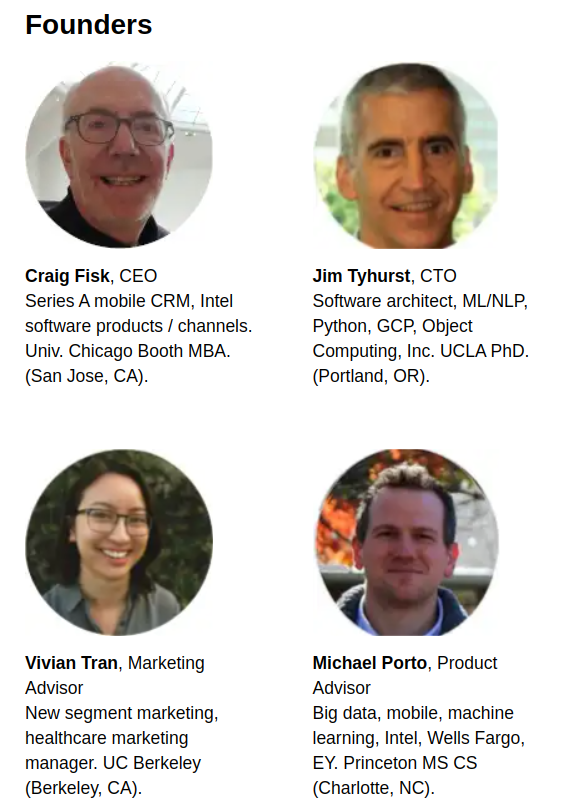 Founders
Craig Fisk, CEO
Series A mobile CRM, Intel
software products / channels.
Univ. Chicago Booth MBA.
(San Jose, CA).
Jim Tyhurst, CTO
Software architect, ML/NLP,
Python, GCP, Object
Computing, Inc. UCLA PhD.
(Portland, OR).
Vivian Tran, Marketing
Advisor
New segment marketing,
healthcare marketing
manager. UC Berkeley
(Berkeley, CA).
Michael Porto, Product
Advisor
Big data, mobile, machine
learning, Intel, Wells Fargo,
EY. Princeton MS CS
(Charlotte, NC).